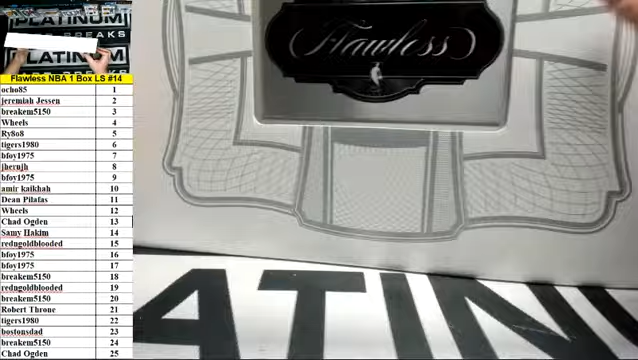 PLATINUM
BREAKS
PLATINUM
Flawless NBA 1 Box LS #14
ocho85 1
jeremiah Jessen 2
breakem5150 3
Wheels 4
Ry8o8 5
tigers1980 6
bfoy1975 7
jhernjh 8
bfoy1975 9
amir kaikhah 10
Dean Pilafas 11
Wheels 12
Chad Ogden 13
Samy Hakim 14
redngoldblooded 15
bfoy1975 16
bfoy1975 17
breakem5150 18
redngoldblooded 19
breakem5150 20
Robert Throne 21
tigers1980 22
bostonsdad 23
breakem5150 24
Chad Ogden 25
Flawless
ATIN